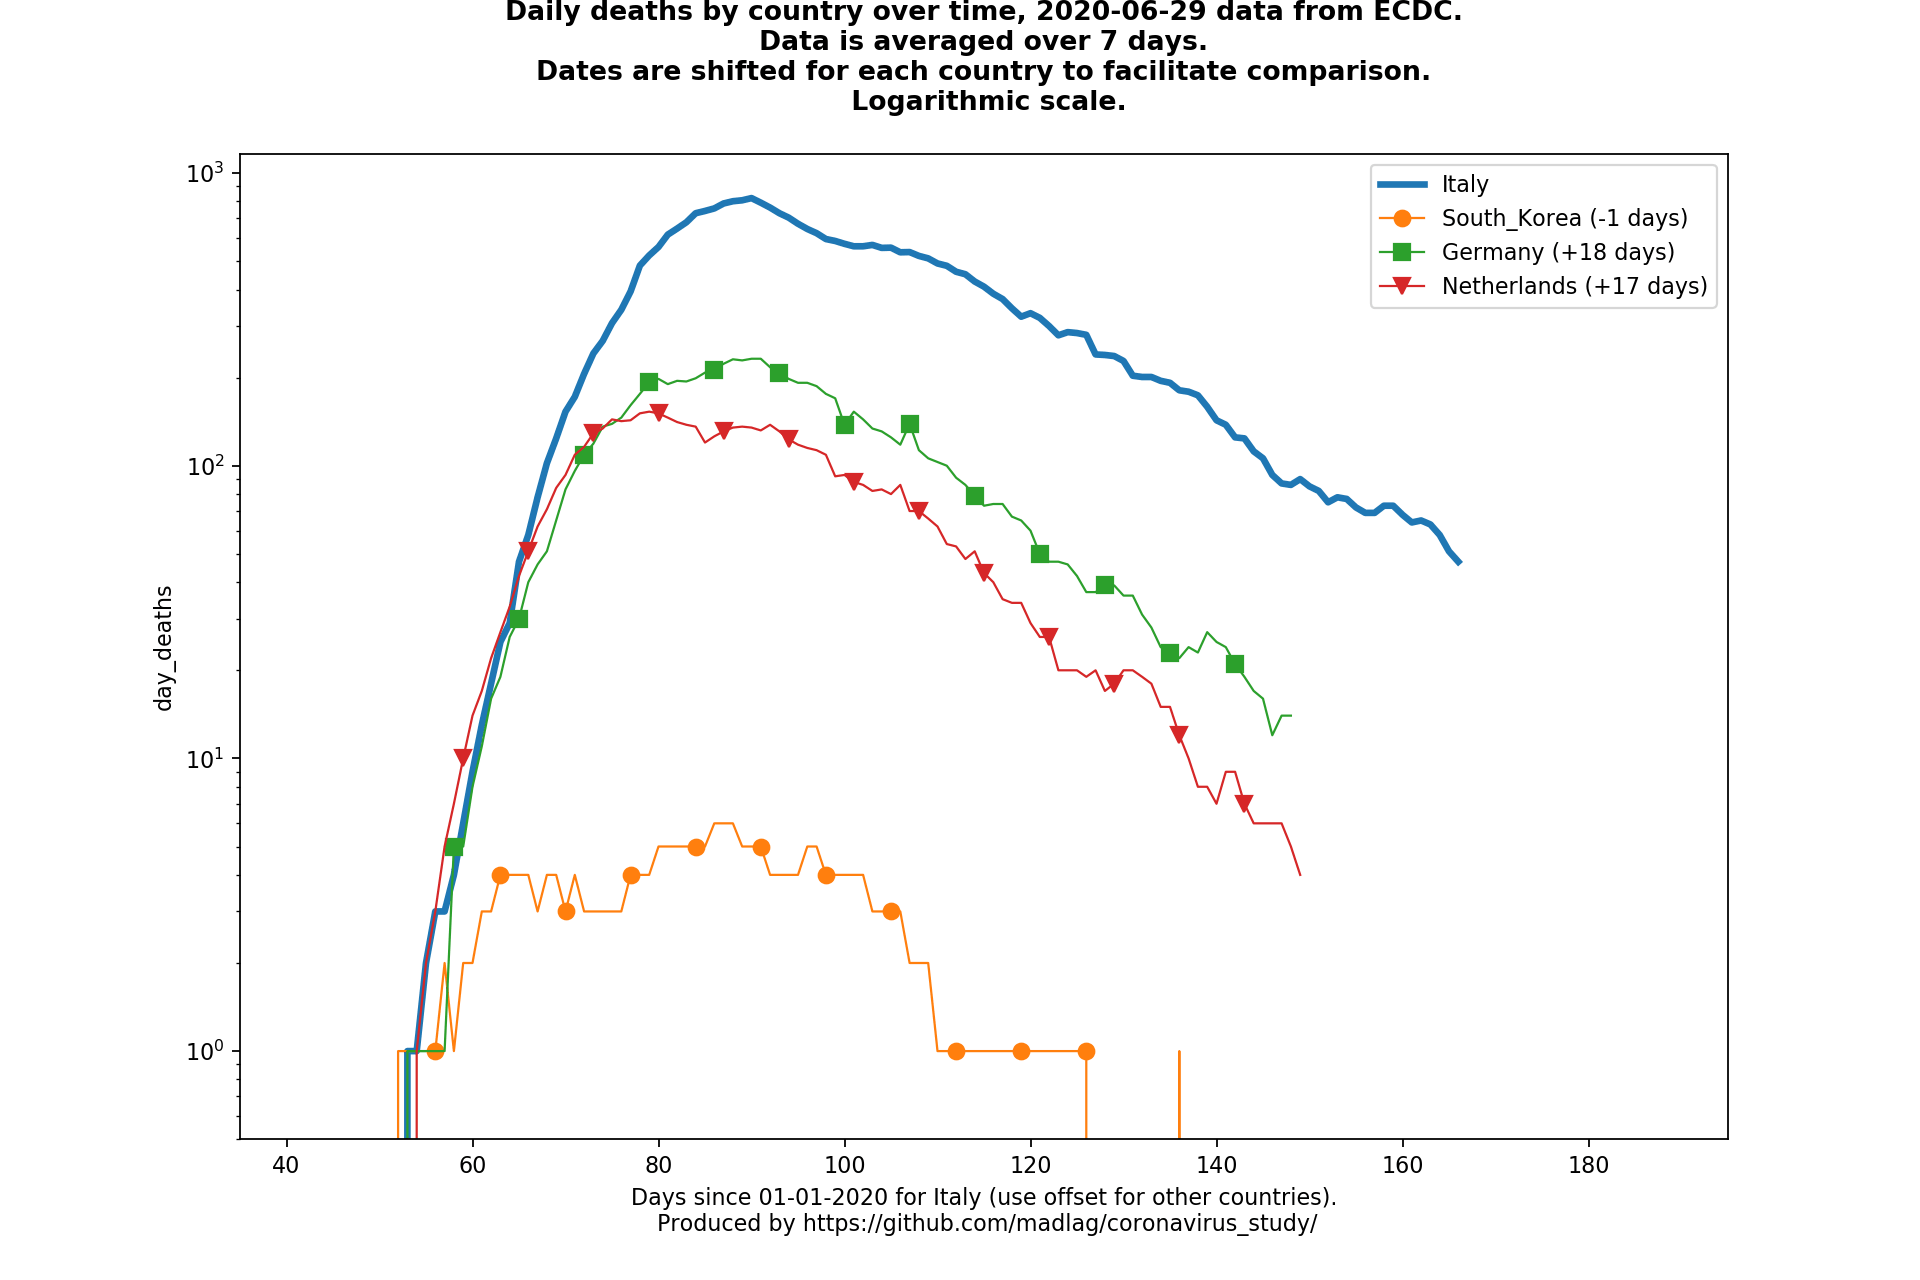 Daily deaths by country over time, 2020-06-29 data from ECDC.
Data is averaged over 7 days.
Dates are shifted for each country to facilitate comparison.
Logarithmic scale.
10³
10²
10¹
10⁰
day_deaths
Italy
South_Korea (-1 days)
Germany (+18 days)
Netherlands (+17 days)
40 60 80 100 120 140 160 180
Days since 01-01-2020 for Italy (use offset for other countries).
Produced by https://github.com/madlag/coronavirus_study/